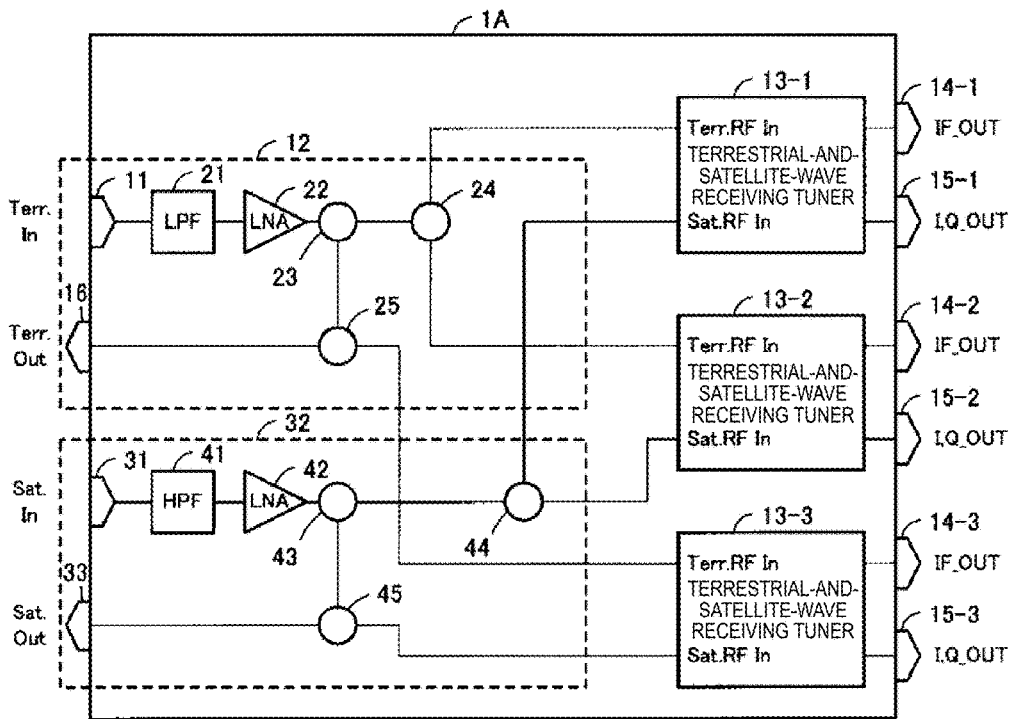 1A
13-1
14-1
Terr.RF In
TERRESTRIAL-AND-
SATELLITE-WAVE
RECEIVING TUNER
Sat.RF In
IF_OUT
15-1
I,Q_OUT
12
11
21
22
24
Terr.
In
LPF
LNA
23
16
25
Terr.
Out
13-2
14-2
Terr.RF In
TERRESTRIAL-AND-
SATELLITE-WAVE
RECEIVING TUNER
Sat.RF In
IF_OUT
15-2
I,Q_OUT
32
31
41
42
Sat.
In
HPF
LNA
43
44
33
45
Sat.
Out
13-3
14-3
Terr.RF In
TERRESTRIAL-AND-
SATELLITE-WAVE
RECEIVING TUNER
Sat.RF In
IF_OUT
15-3
I,Q_OUT